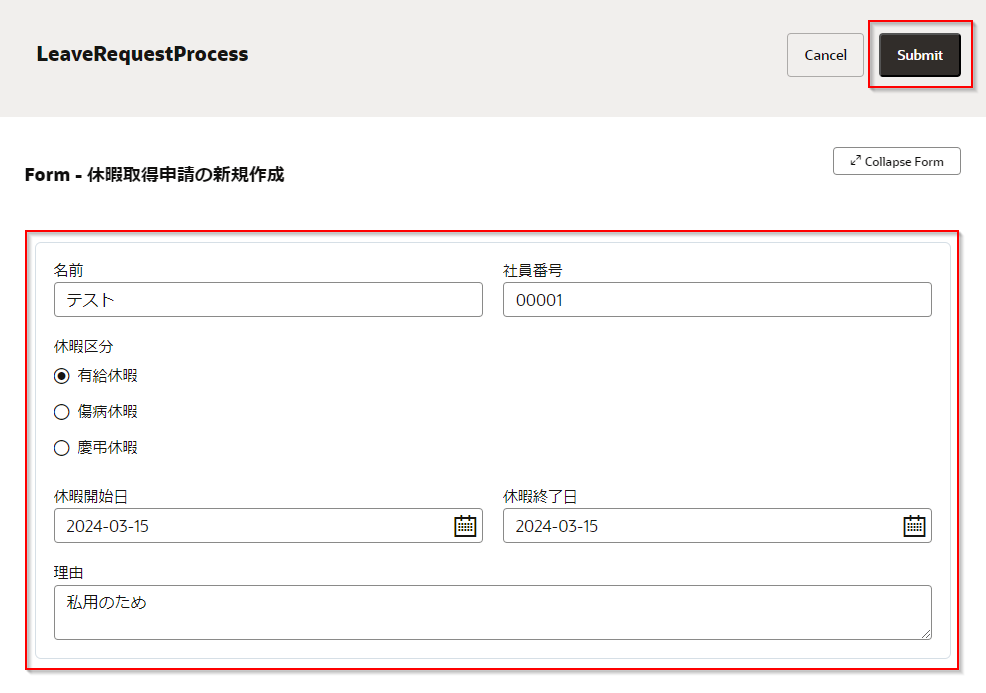 LeaveRequestProcess
Cancel
Submit
Form - 休暇取得申請の新規作成
Collapse Form
名前
社員番号
テスト
00001
休暇区分
有給休暇
傷病休暇
慶弔休暇
休暇開始日
休暇終了日
2024-03-15
2024-03-15
理由
私用のため